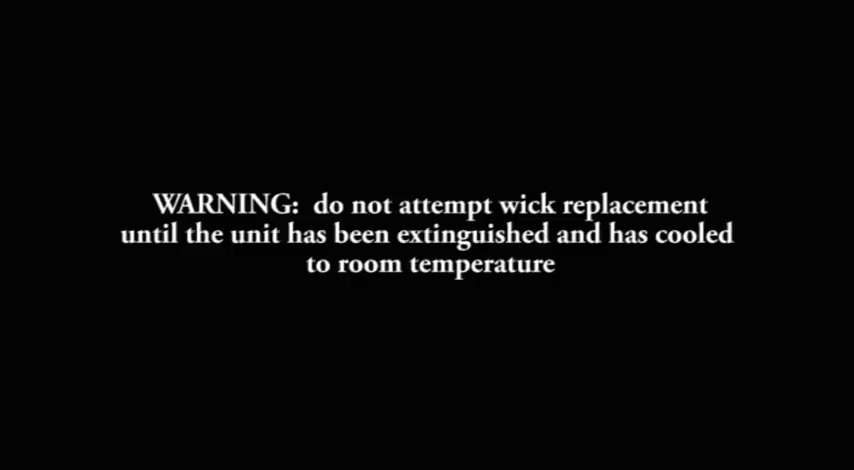 WARNING:  do not attempt wick replacement
until the unit has been extinguished and has cooled
to room temperature